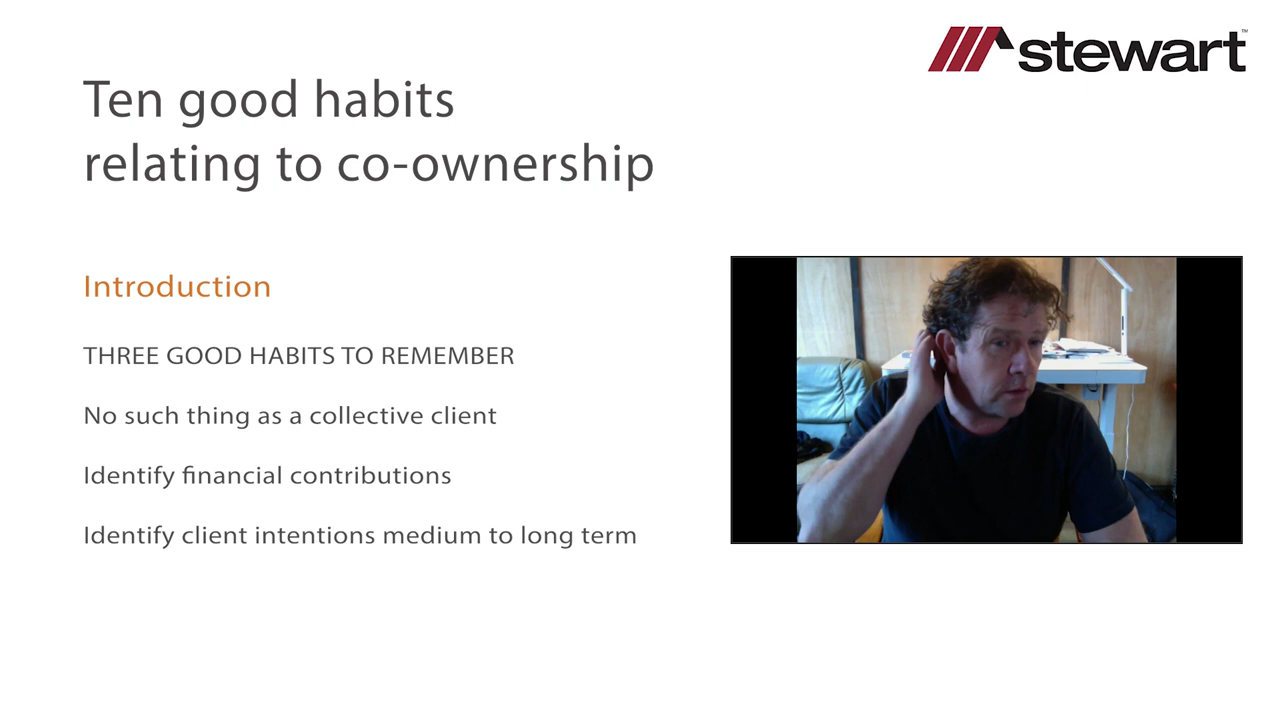 stewart™
Ten good habits
relating to co-ownership
Introduction
THREE GOOD HABITS TO REMEMBER
No such thing as a collective client
Identify financial contributions
Identify client intentions medium to long term